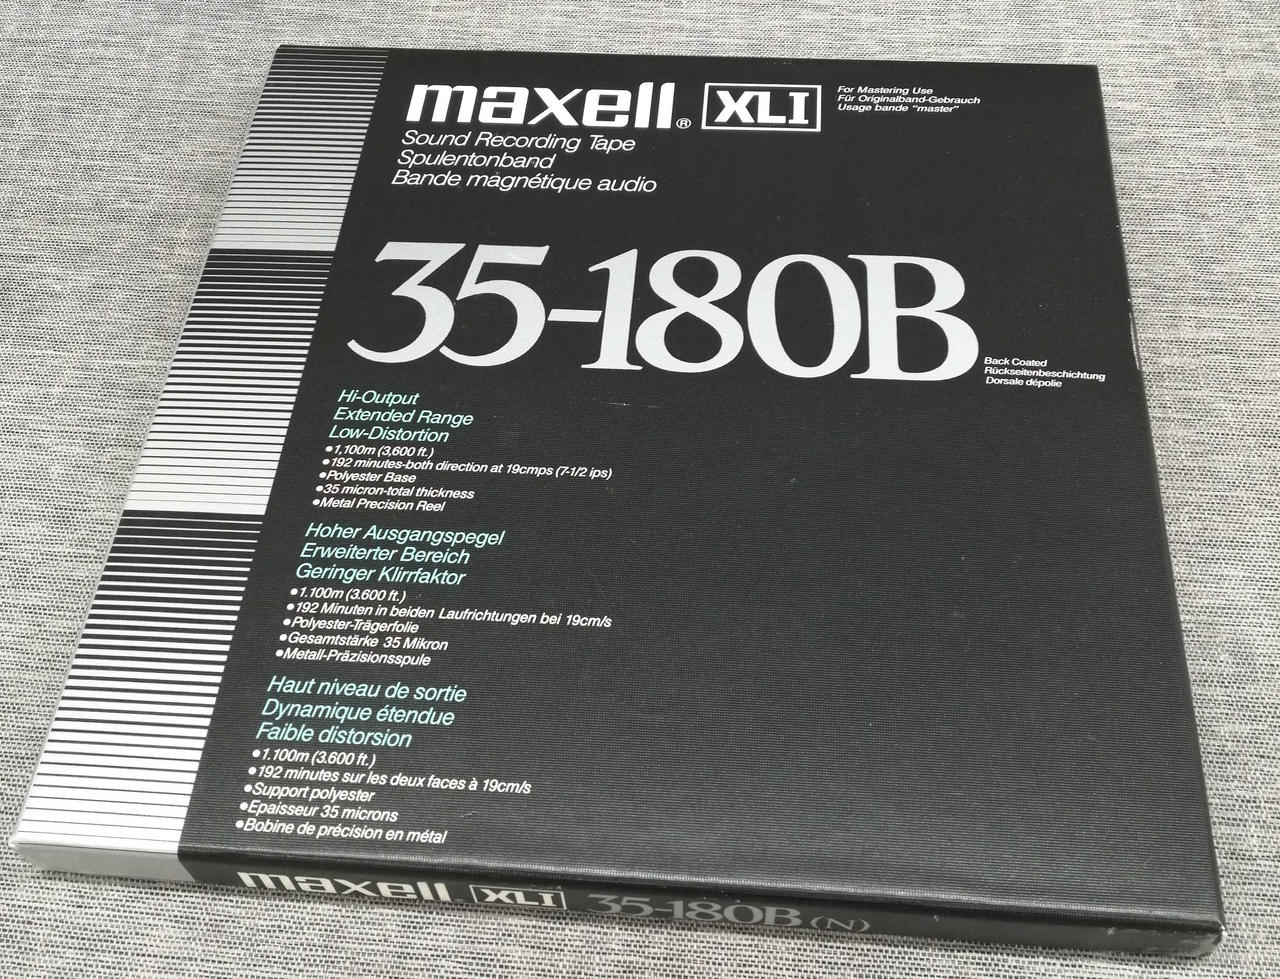 maxell® XLI
For Mastering Use
Für Originalband-Gebrauch
Usage bande "master"
Sound Recording Tape
Spulentonband
Bande magnétique audio
35-180B
Back Coated
Rückseitenbeschichtung
Dorsale dépolie
Hi-Output
Extended Range
Low-Distortion
•1,100m (3,600 ft.)
•192 minutes-both direction at 19cmps (7-1/2 ips)
•Polyester Base
•35 micron-total thickness
•Metal Precision Reel
Hoher Ausgangspegel
Erweiterter Bereich
Geringer Klirrfaktor
•1.100m (3.600 ft.)
•192 Minuten in beiden Laufrichtungen bei 19cm/s
•Polyester-Trägerfolie
•Gesamtstärke 35 Mikron
•Metall-Präzisionsspule
Haut niveau de sortie
Dynamique étendue
Faible distorsion
•1.100m (3.600 ft.)
•192 minutes sur les deux faces à 19cm/s
•Support polyester
•Epaisseur 35 microns
•Bobine de précision en métal
maxell® XLI 35-180B (N)